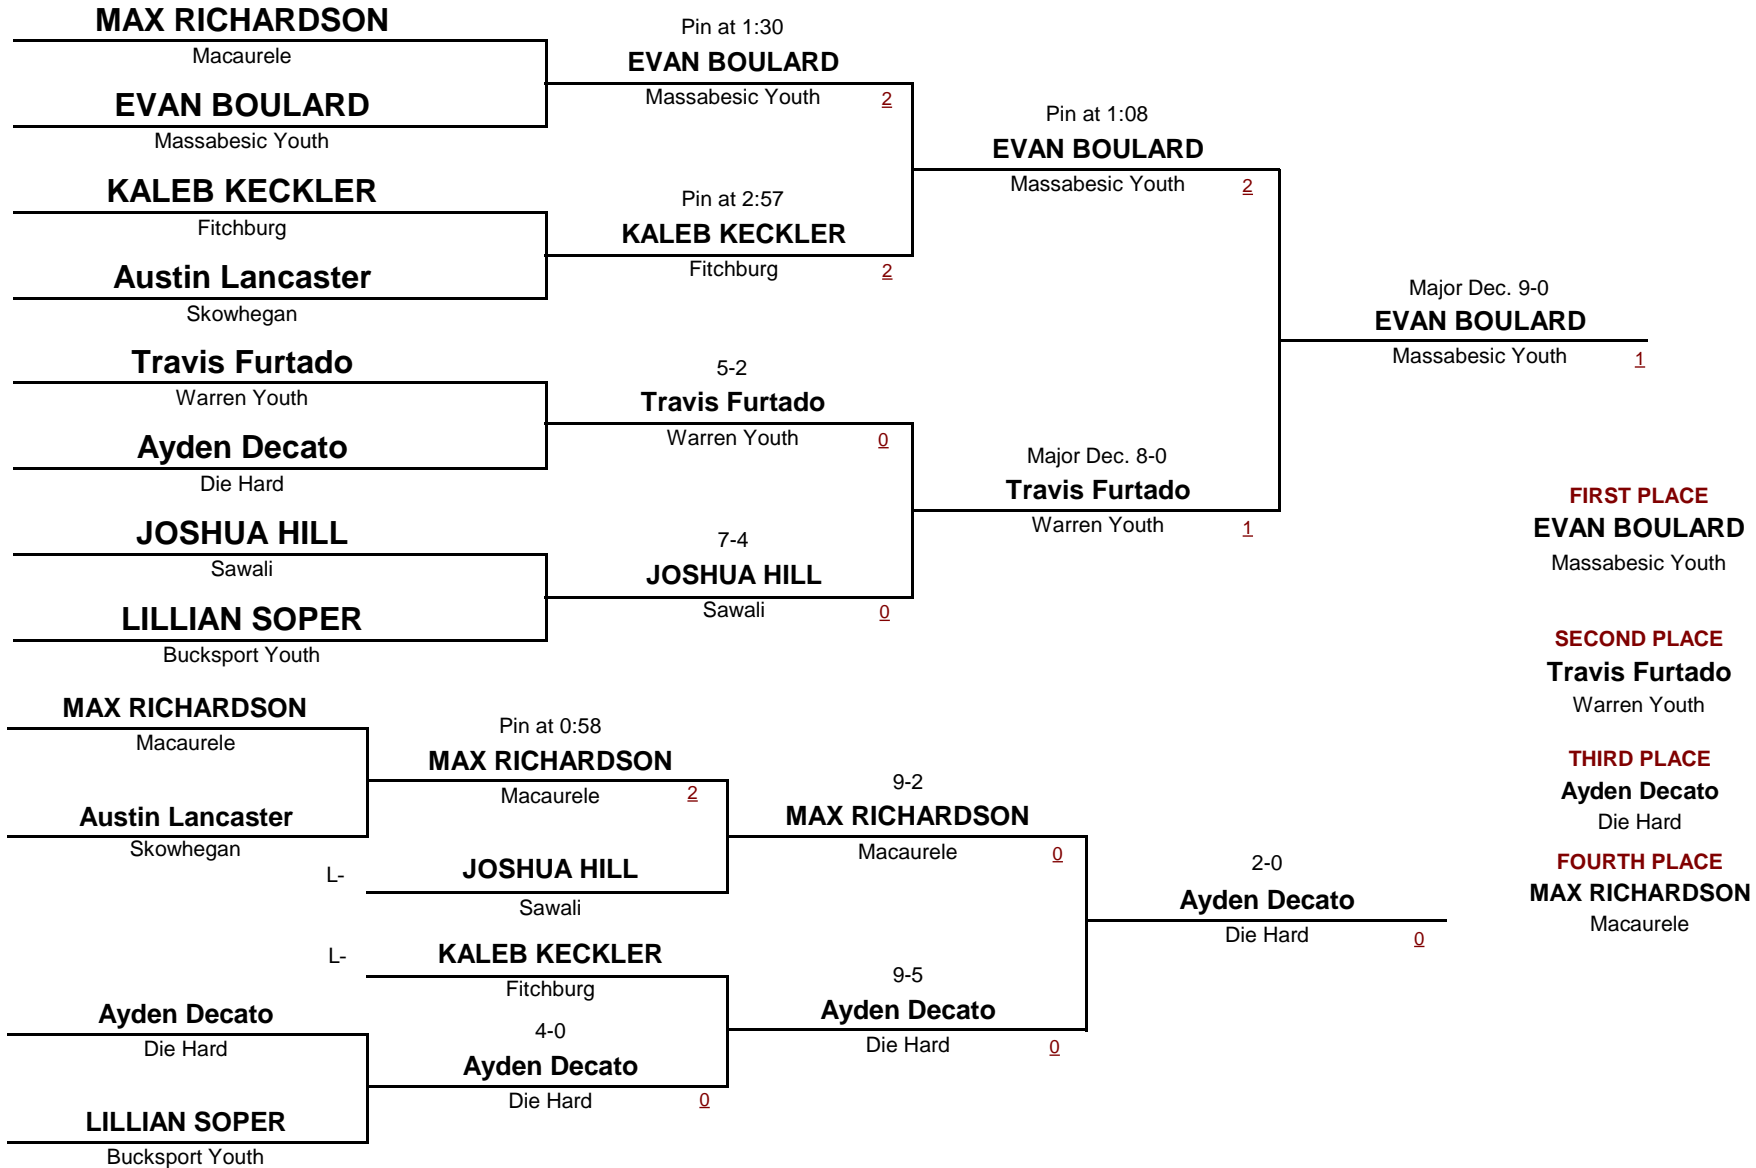 MAX RICHARDSON
Macaurele
EVAN BOULARD
Massabesic Youth
KALEB KECKLER
Fitchburg
Austin Lancaster
Skowhegan
Travis Furtado
Warren Youth
Ayden Decato
Die Hard
JOSHUA HILL
Sawali
LILLIAN SOPER
Bucksport Youth
Pin at 1:30
EVAN BOULARD
Massabesic Youth 2
Pin at 2:57
KALEB KECKLER
Fitchburg 2
5-2
Travis Furtado
Warren Youth 0
7-4
JOSHUA HILL
Sawali 0
Pin at 1:08
EVAN BOULARD
Massabesic Youth 2
Major Dec. 8-0
Travis Furtado
Warren Youth 1
Major Dec. 9-0
EVAN BOULARD
Massabesic Youth 1
FIRST PLACE
EVAN BOULARD
Massabesic Youth
SECOND PLACE
Travis Furtado
Warren Youth
THIRD PLACE
Ayden Decato
Die Hard
FOURTH PLACE
MAX RICHARDSON
Macaurele
MAX RICHARDSON
Macaurele
Austin Lancaster
Skowhegan
Ayden Decato
Die Hard
LILLIAN SOPER
Bucksport Youth
Pin at 0:58
MAX RICHARDSON
Macaurele 2
L- JOSHUA HILL
Sawali
L- KALEB KECKLER
Fitchburg
4-0
Ayden Decato
Die Hard 0
9-2
MAX RICHARDSON
Macaurele 0
9-5
Ayden Decato
Die Hard 0
2-0
Ayden Decato
Die Hard 0